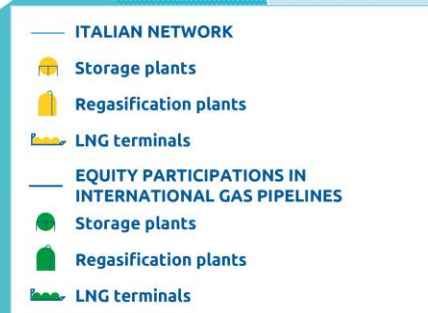 ITALIAN NETWORK
Storage plants
Regasification plants
LNG terminals
EQUITY PARTICIPATIONS IN
INTERNATIONAL GAS PIPELINES
Storage plants
Regasification plants
LNG terminals